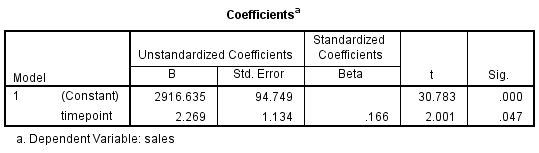 Coefficientsa
Model Unstandardized Coefficients Standardized Coefficients t Sig.
B Std. Error Beta
1 (Constant) 2916.635 94.749 30.783 .000
timepoint 2.269 1.134 .166 2.001 .047
a. Dependent Variable: sales